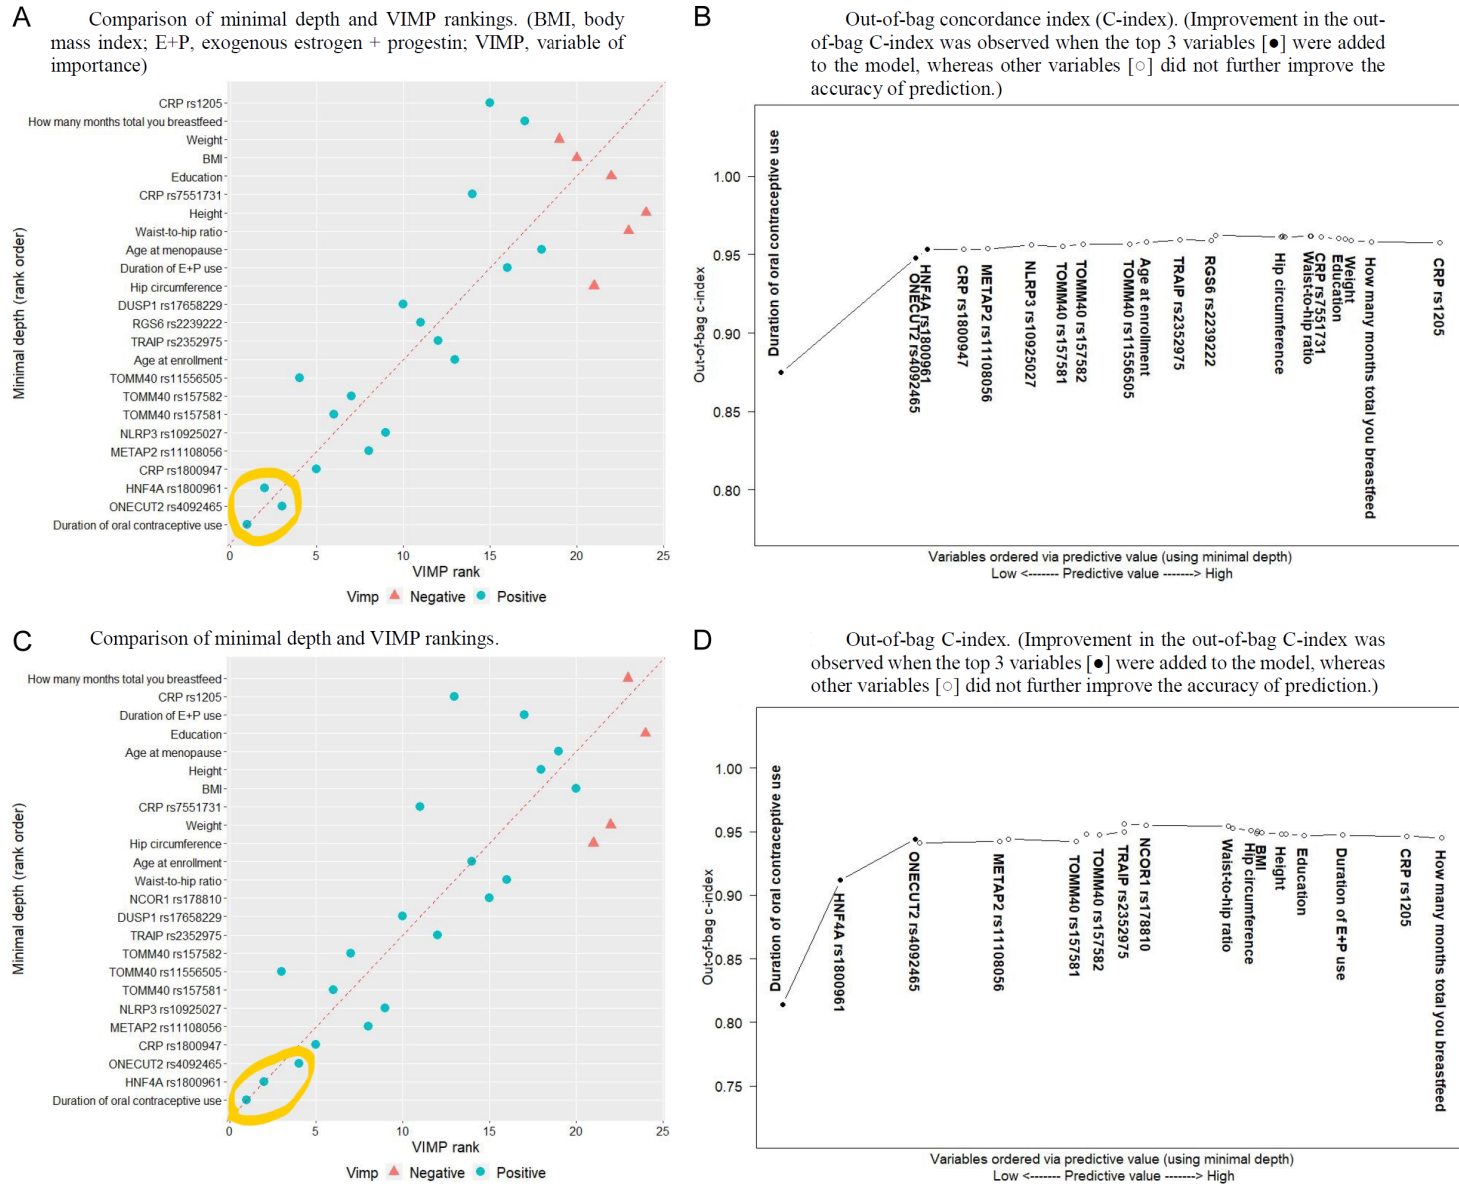 A
Comparison of minimal depth and VIMP rankings. (BMI, body
mass index; E+P, exogenous estrogen + progestin; VIMP, variable of
importance)
Minimal depth (rank order)
CRP rs1205
How many months total you breastfeed
Weight
BMI
Education
CRP rs7551731
Height
Waist-to-hip ratio
Age at menopause
Duration of E+P use
Hip circumference
DUSP1 rs17658229
RGS6 rs2239222
TRAIP rs2352975
Age at enrollment
TOMM40 rs11556505
TOMM40 rs157582
TOMM40 rs157581
NLRP3 rs10925027
METAP2 rs11108056
CRP rs1800947
HNF4A rs1800961
ONECUT2 rs4092465
Duration of oral contraceptive use
0 5 10 15 20 25
VIMP rank
Vimp Negative Positive
B
Out-of-bag concordance index (C-index). (Improvement in the out-
of-bag C-index was observed when the top 3 variables [●] were added
to the model, whereas other variables [○] did not further improve the
accuracy of prediction.)
Out-of-bag c-index
1.00
0.95
0.90
0.85
0.80
Duration of oral contraceptive use
ONECUT2 rs4092465
HNF4A rs1800961
CRP rs1800947
METAP2 rs11108056
NLRP3 rs10925027
TOMM40 rs157581
TOMM40 rs157582
TOMM40 rs11556505
Age at enrollment
TRAIP rs2352975
RGS6 rs2239222
Hip circumference
Waist-to-hip ratio
CRP rs7551731
Education
Weight
How many months total you breastfeed
CRP rs1205
Variables ordered via predictive value (using minimal depth)
Low <------- Predictive value -------> High
C
Comparison of minimal depth and VIMP rankings.
Minimal depth (rank order)
How many months total you breastfeed
CRP rs1205
Duration of E+P use
Education
Age at menopause
Height
BMI
CRP rs7551731
Weight
Hip circumference
Age at enrollment
Waist-to-hip ratio
NCOR1 rs178810
DUSP1 rs17658229
TRAIP rs2352975
TOMM40 rs157582
TOMM40 rs11556505
TOMM40 rs157581
NLRP3 rs10925027
METAP2 rs11108056
CRP rs1800947
ONECUT2 rs4092465
HNF4A rs1800961
Duration of oral contraceptive use
0 5 10 15 20 25
VIMP rank
Vimp Negative Positive
D
Out-of-bag C-index. (Improvement in the out-of-bag C-index was
observed when the top 3 variables [●] were added to the model, whereas
other variables [○] did not further improve the accuracy of prediction.)
Out-of-bag c-index
1.00
0.95
0.90
0.85
0.80
0.75
Duration of oral contraceptive use
HNF4A rs1800961
ONECUT2 rs4092465
METAP2 rs11108056
TOMM40 rs157581
TOMM40 rs157582
TRAIP rs2352975
NCOR1 rs178810
Waist-to-hip ratio
Hip circumference
BMI
Height
Education
Duration of E+P use
CRP rs1205
How many months total you breastfeed
Variables ordered via predictive value (using minimal depth)
Low <------- Predictive value -------> High